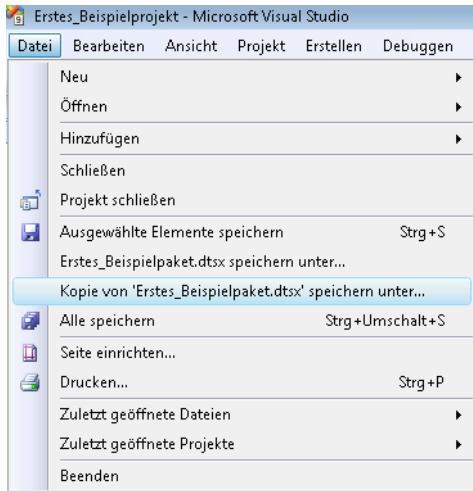 Erstes_Beispielprojekt - Microsoft Visual Studio
Datei Bearbeiten Ansicht Projekt Erstellen Debuggen
Neu
Öffnen
Hinzufügen
Schließen
Projekt schließen
Ausgewählte Elemente speichern Strg+S
Erstes_Beispielpaket.dtsx speichern unter...
Kopie von 'Erstes_Beispielpaket.dtsx' speichern unter...
Alle speichern Strg+Umschalt+S
Seite einrichten...
Drucken... Strg+P
Zuletzt geöffnete Dateien
Zuletzt geöffnete Projekte
Beenden